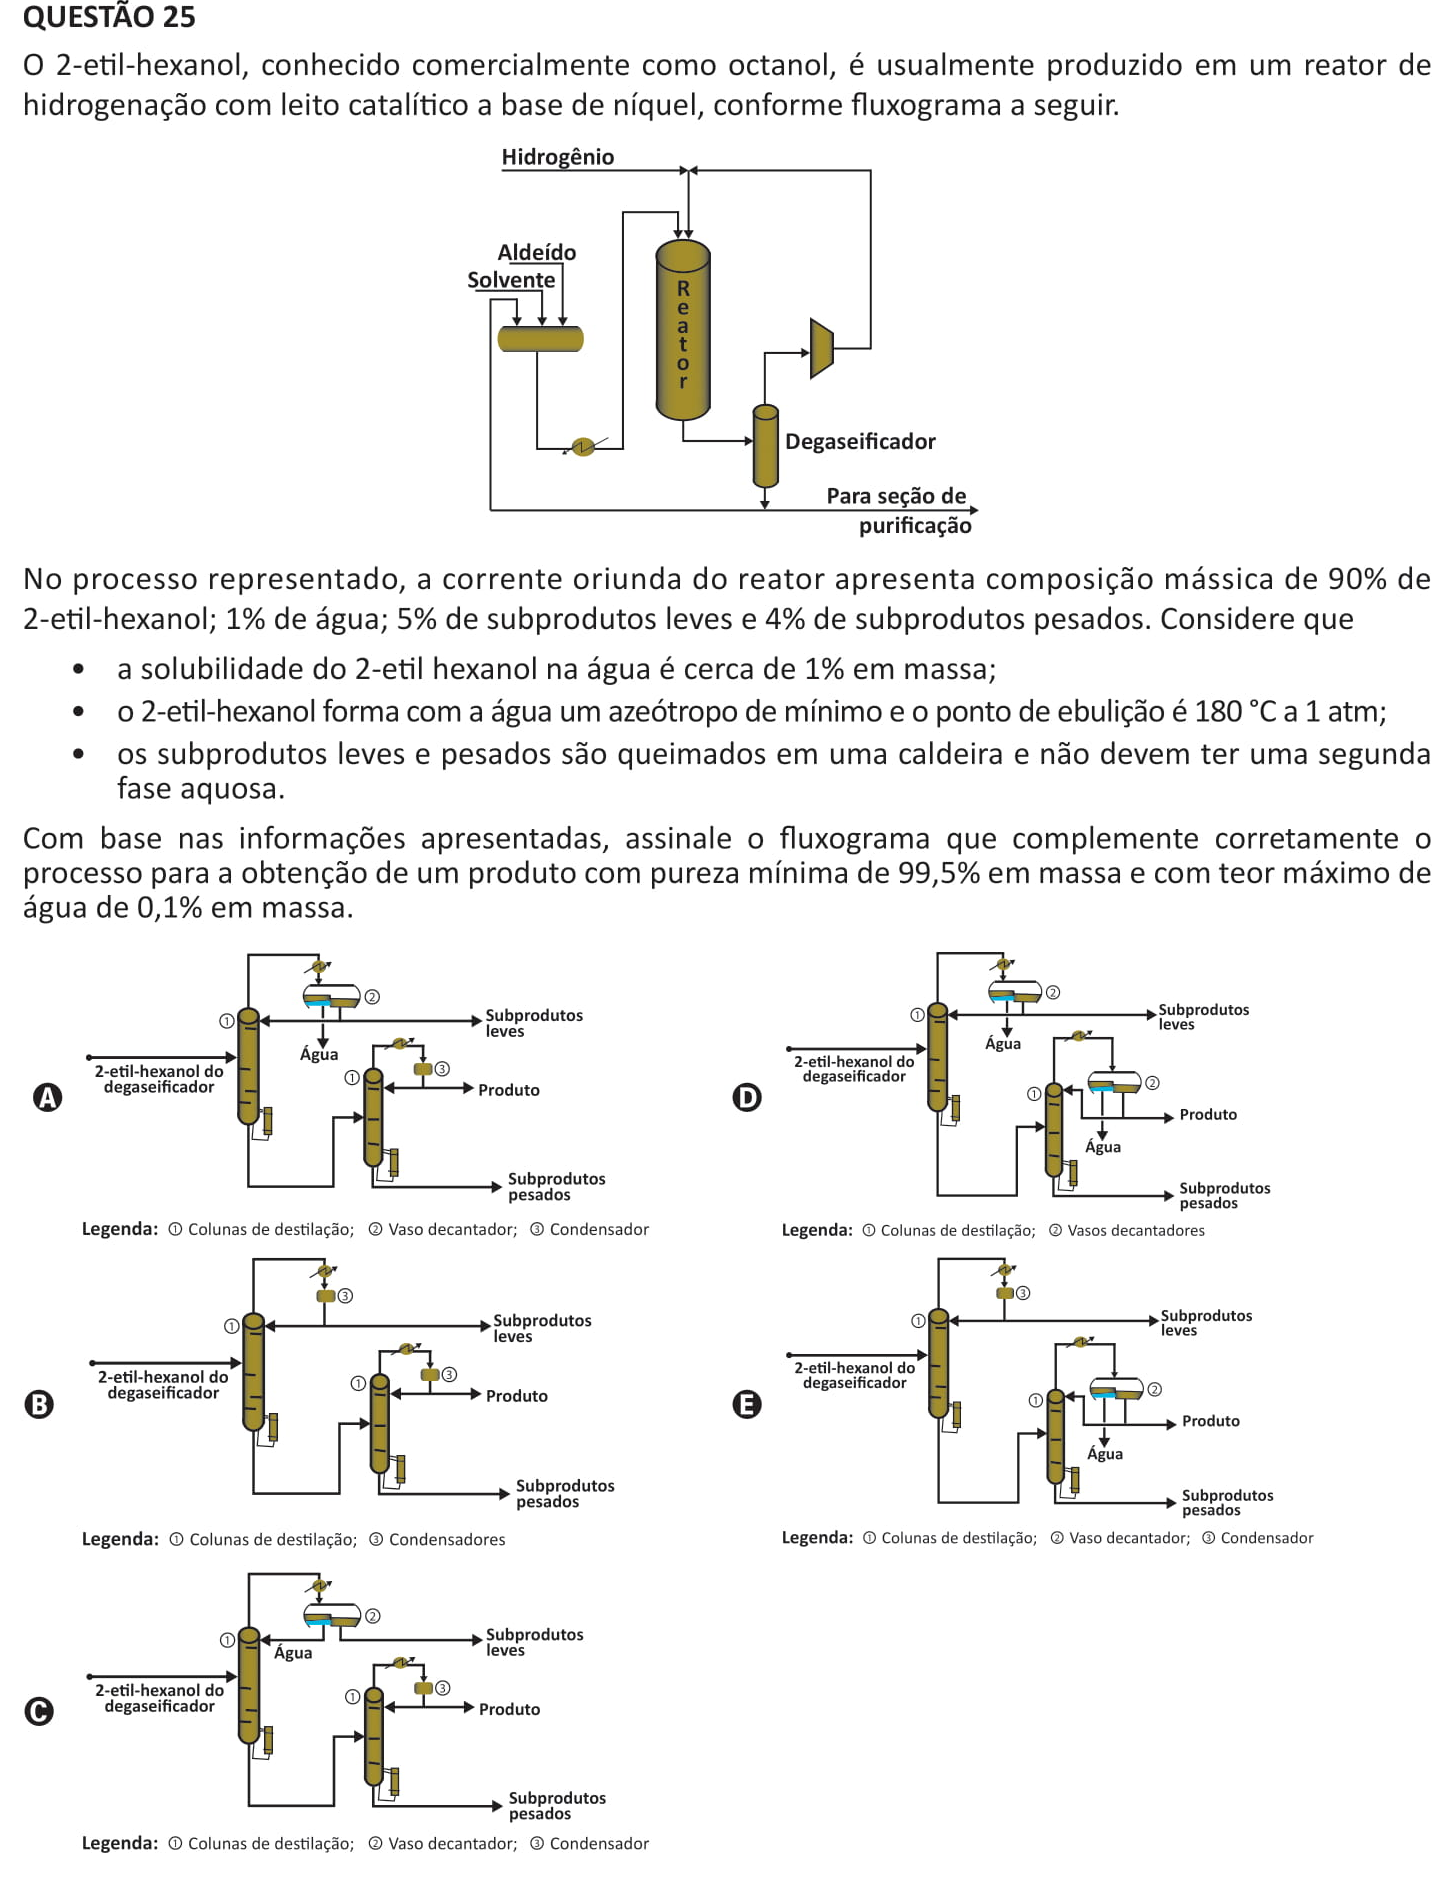 QUESTÃO 25
O 2-etil-hexanol, conhecido comercialmente como octanol, é usualmente produzido em um reator de
hidrogenação com leito catalítico a base de níquel, conforme fluxograma a seguir.
Hidrogênio
Aldeído
Solvente
R
e
a
t
o
r
Degaseificador
Para seção de
purificação
No processo representado, a corrente oriunda do reator apresenta composição mássica de 90% de
2-etil-hexanol; 1% de água; 5% de subprodutos leves e 4% de subprodutos pesados. Considere que
• a solubilidade do 2-etil hexanol na água é cerca de 1% em massa;
• o 2-etil-hexanol forma com a água um azeótropo de mínimo e o ponto de ebulição é 180 °C a 1 atm;
• os subprodutos leves e pesados são queimados em uma caldeira e não devem ter uma segunda
fase aquosa.
Com base nas informações apresentadas, assinale o fluxograma que complemente corretamente o
processo para a obtenção de um produto com pureza mínima de 99,5% em massa e com teor máximo de
água de 0,1% em massa.
A
2-etil-hexanol do
degaseificador
①
②
Água
Subprodutos
leves
①
③
Produto
Subprodutos
pesados
Legenda: ① Colunas de destilação; ② Vaso decantador; ③ Condensador
B
2-etil-hexanol do
degaseificador
①
③
Subprodutos
leves
①
③
Produto
Subprodutos
pesados
Legenda: ① Colunas de destilação; ③ Condensadores
C
2-etil-hexanol do
degaseificador
①
②
Água
Subprodutos
leves
①
③
Produto
Subprodutos
pesados
Legenda: ① Colunas de destilação; ② Vaso decantador; ③ Condensador
D
2-etil-hexanol do
degaseificador
①
②
Água
Subprodutos
leves
①
②
Produto
Água
Subprodutos
pesados
Legenda: ① Colunas de destilação; ② Vasos decantadores
E
2-etil-hexanol do
degaseificador
①
③
Subprodutos
leves
①
②
Produto
Água
Subprodutos
pesados
Legenda: ① Colunas de destilação; ② Vaso decantador; ③ Condensador